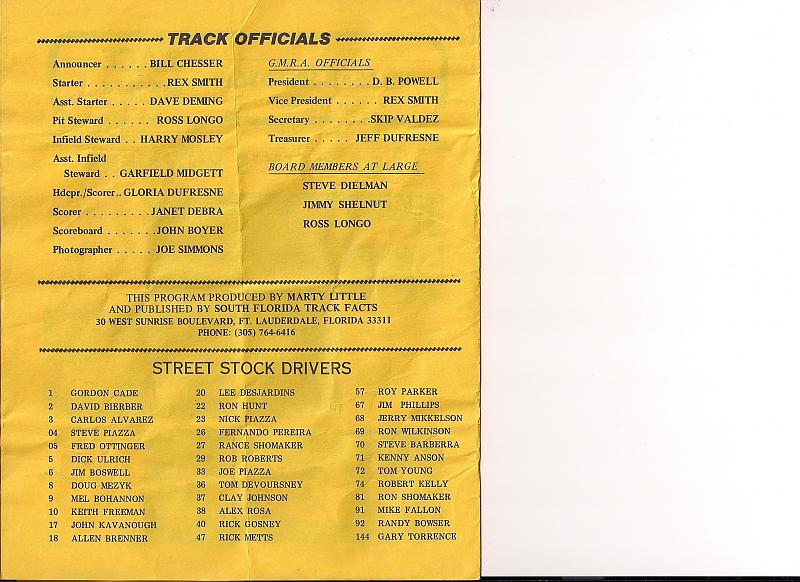 TRACK OFFICIALS
Announcer . . . . . . BILL CHESSER
Starter . . . . . . . . . . . REX SMITH
Asst. Starter . . . . . DAVE DEMING
Pit Steward . . . . . . ROSS LONGO
Infield Steward . . . HARRY MOSLEY
Asst. Infield
Steward . . GARFIELD MIDGETT
Hdcpr./Scorer . . GLORIA DUFRESNE
Scorer . . . . . . . . . JANET DEBRA
Scoreboard . . . . . . JOHN BOYER
Photographer . . . . . JOE SIMMONS
G.M.R.A. OFFICIALS
President . . . . . . . . D. B. POWELL
Vice President . . . . . . REX SMITH
Secretary . . . . . . . . SKIP VALDEZ
Treasurer . . . . . JEFF DUFRESNE
BOARD MEMBERS AT LARGE
STEVE DIELMAN
JIMMY SHELNUT
ROSS LONGO
THIS PROGRAM PRODUCED BY MARTY LITTLE
AND PUBLISHED BY SOUTH FLORIDA TRACK FACTS
30 WEST SUNRISE BOULEVARD, FT. LAUDERDALE, FLORIDA 33311
PHONE: (305) 764-6416
STREET STOCK DRIVERS
1 GORDON CADE
2 DAVID BIERBER
3 CARLOS ALVAREZ
04 STEVE PIAZZA
05 FRED OTTINGER
5 DICK ULRICH
6 JIM BOSWELL
8 DOUG MEZYK
9 MEL BOHANNON
10 KEITH FREEMAN
17 JOHN KAVANOUGH
18 ALLEN BRENNER
20 LEE DESJARDINS
22 RON HUNT
23 NICK PIAZZA
26 FERNANDO PEREIRA
27 RANCE SHOMAKER
29 ROB ROBERTS
33 JOE PIAZZA
36 TOM DEVOURSNEY
37 CLAY JOHNSON
38 ALEX ROSA
40 RICK GOSNEY
47 RICK METTS
57 ROY PARKER
67 JIM PHILLIPS
68 JERRY MIKKELSON
69 RON WILKINSON
70 STEVE BARBERRA
71 KENNY ANSON
72 TOM YOUNG
74 ROBERT KELLY
81 RON SHOMAKER
91 MIKE FALLON
92 RANDY BOWSER
144 GARY TORRENCE